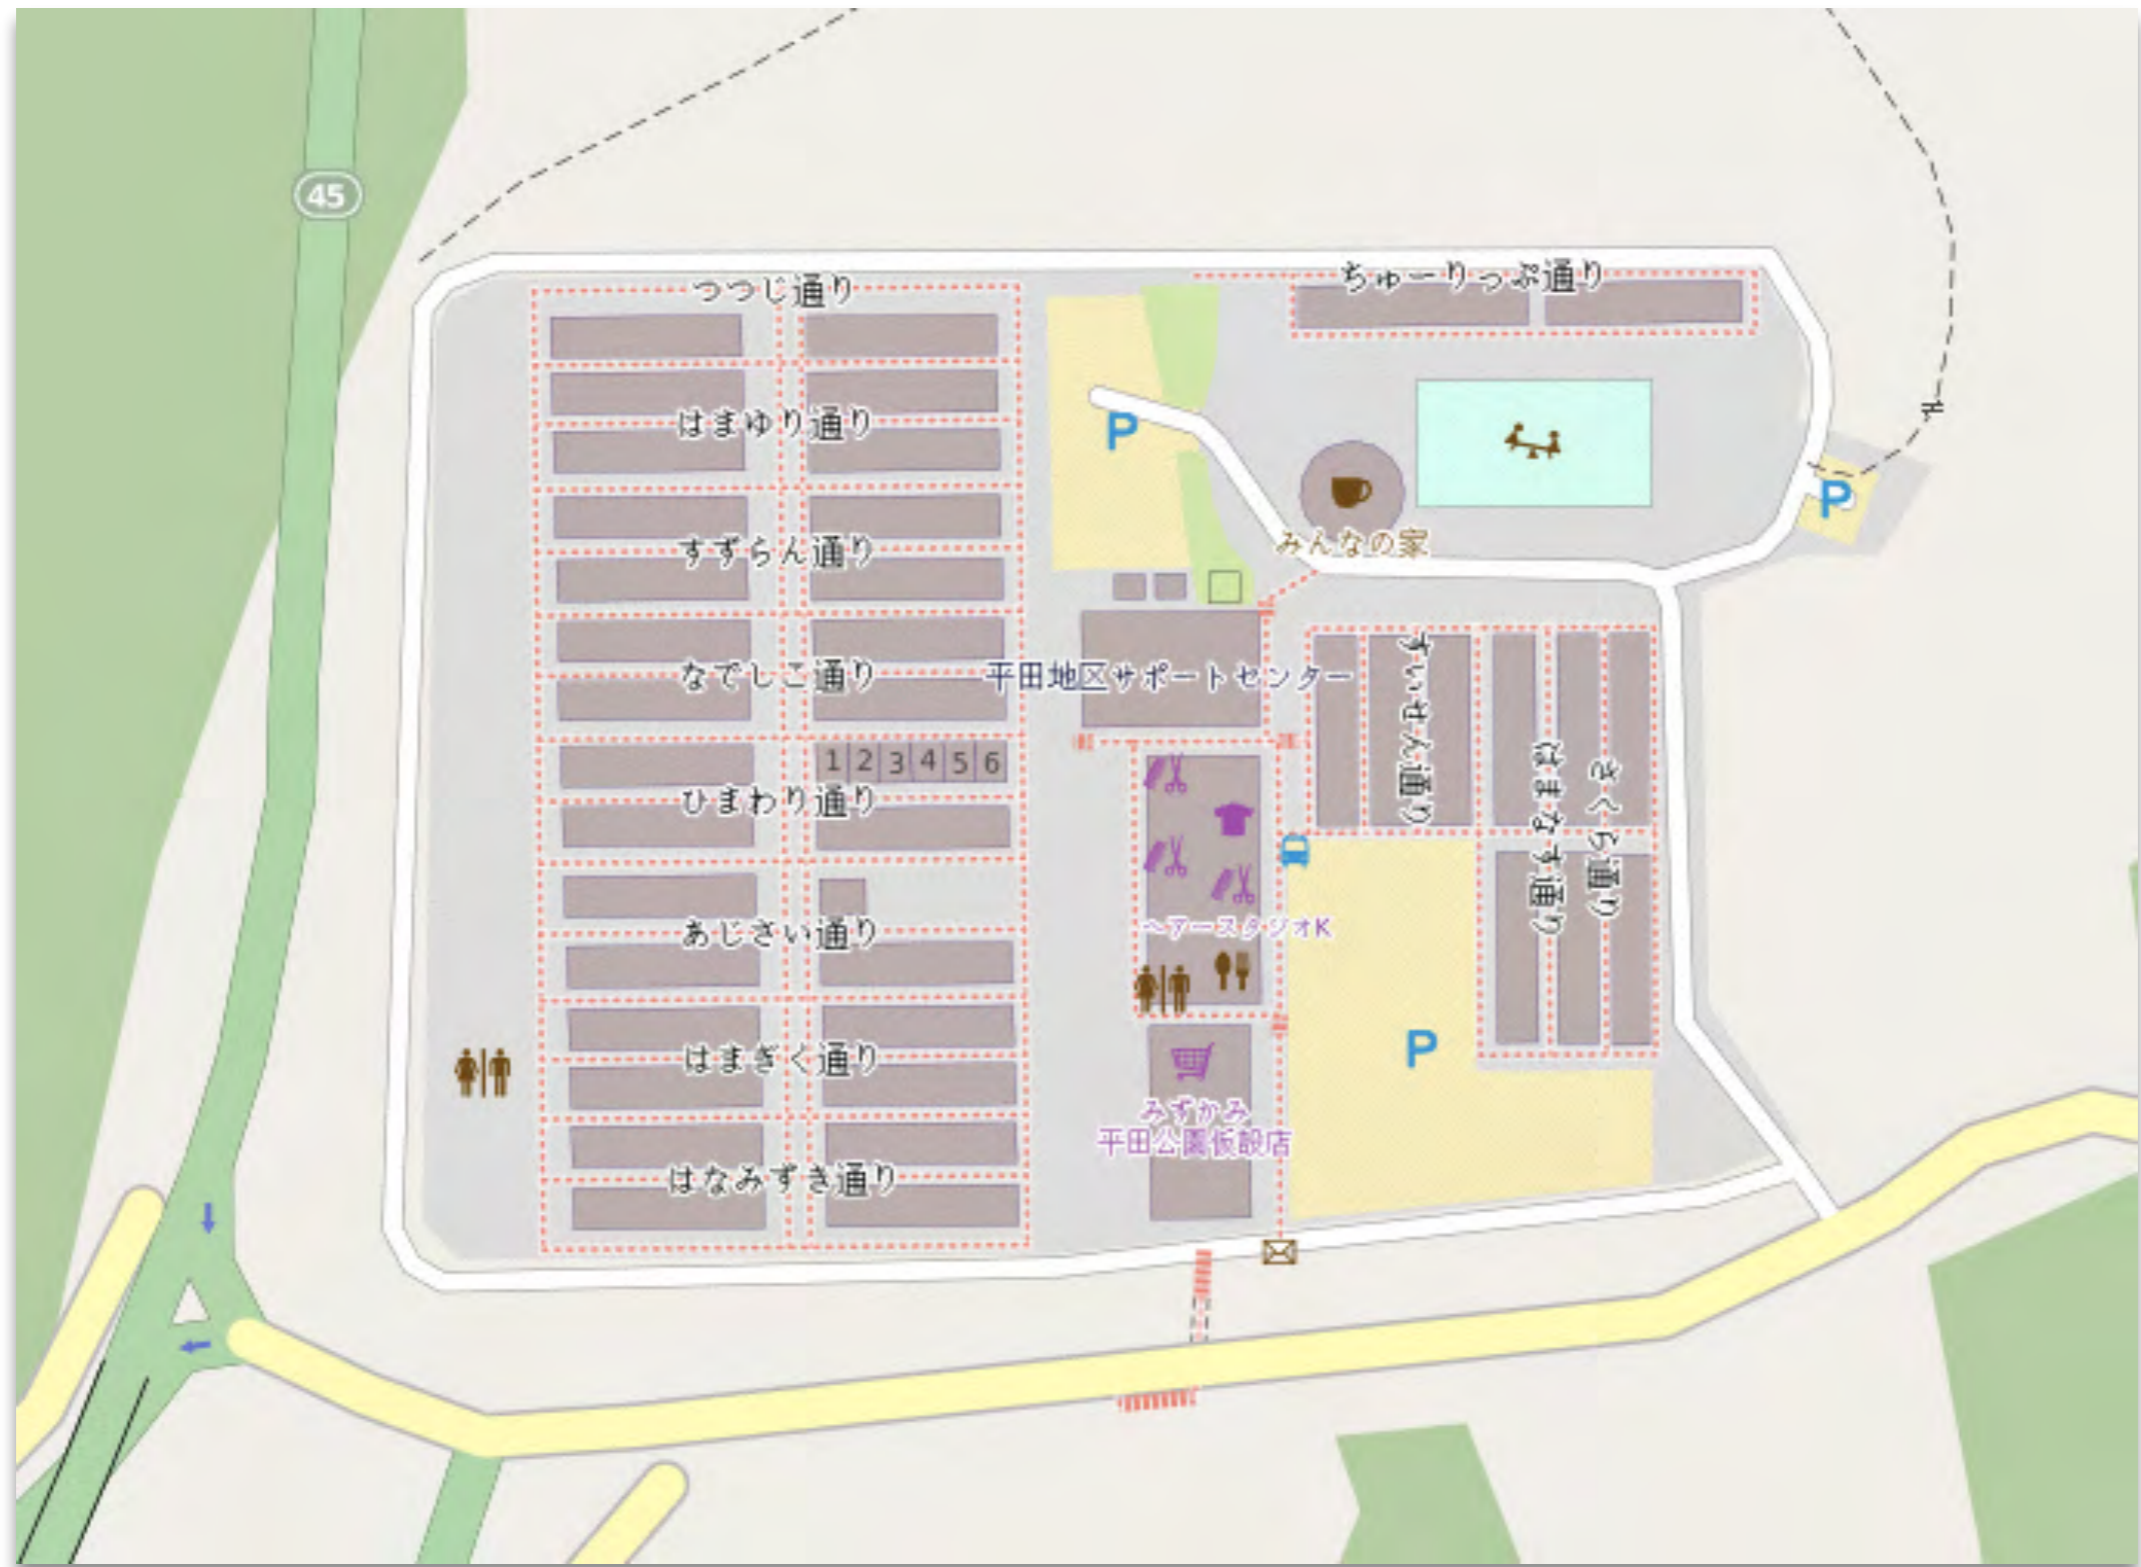 45
つつじ通り
ちゅーりっぷ通り
はまゆり通り
P
P
みんなの家
すずらん通り
なでしこ通り
平田地区サポートセンター
すいせん通り
1 2 3 4 5 6
ひまわり通り
はまなす通り
さくら通り
あじさい通り
ヘアースタジオK
はまぎく通り
P
みずかみ
平田公園仮設店
はなみずき通り